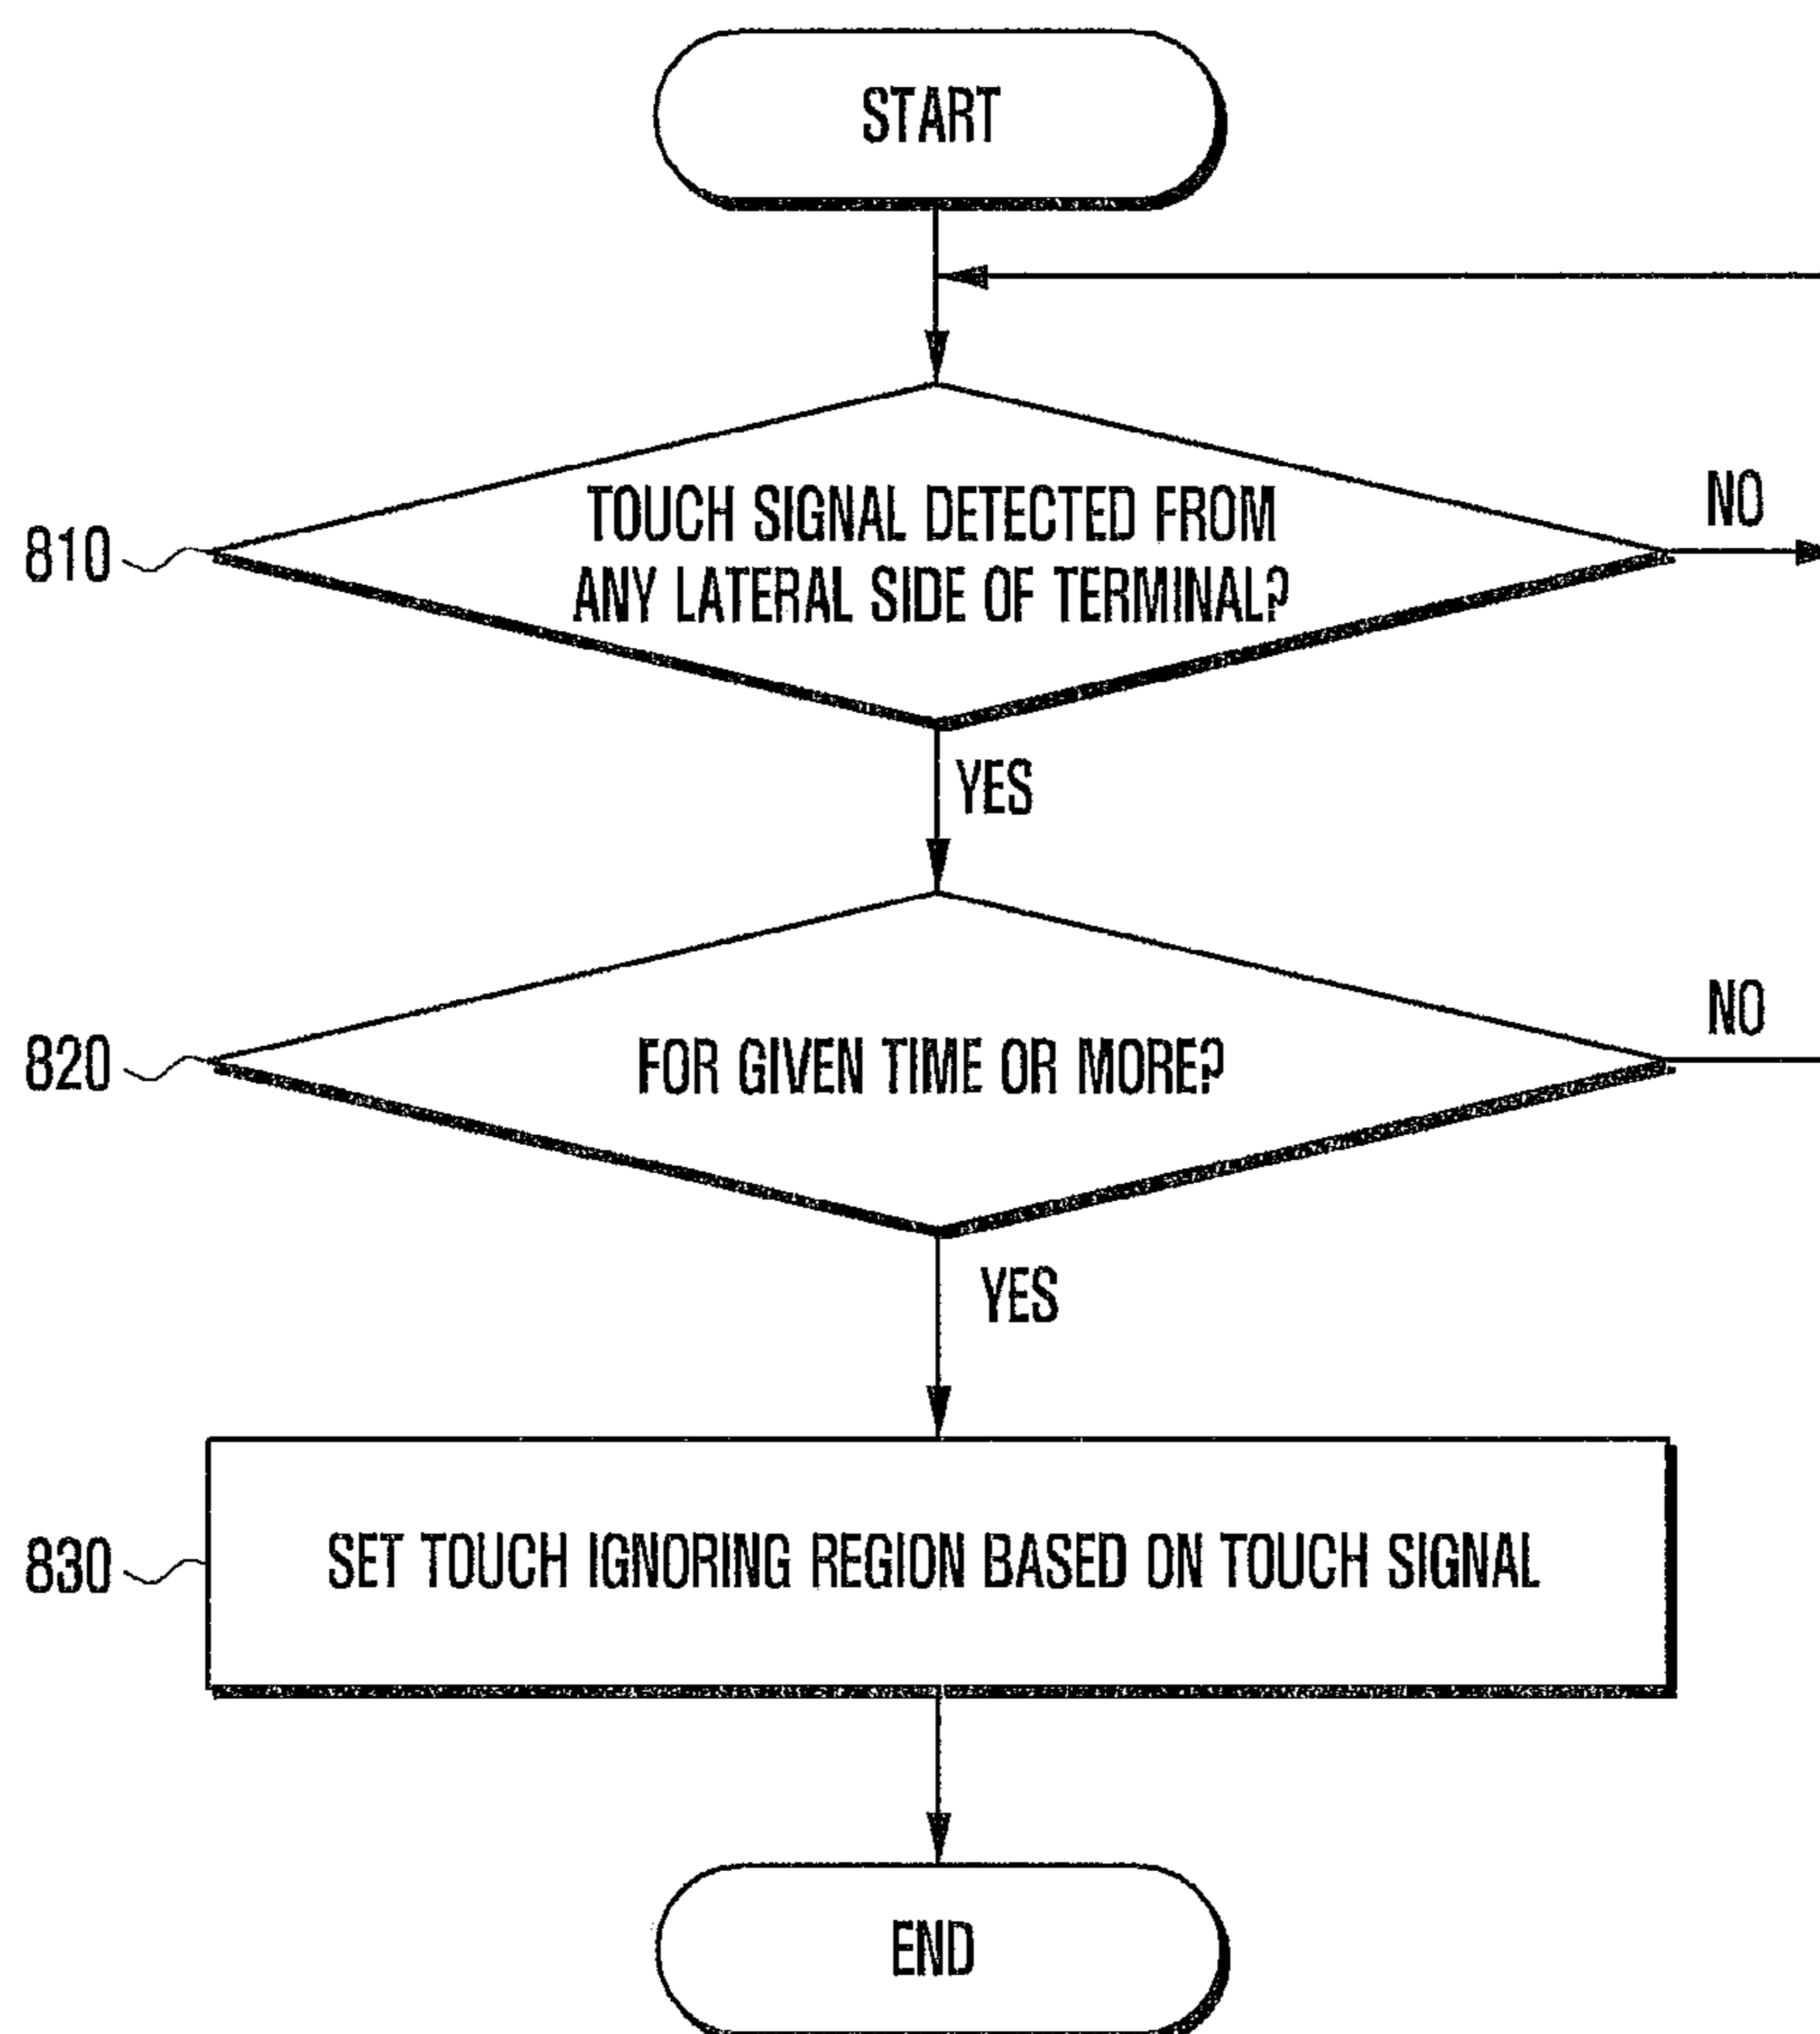 START
TOUCH SIGNAL DETECTED FROM
ANY LATERAL SIDE OF TERMINAL?
NO
810
YES
FOR GIVEN TIME OR MORE?
NO
820
YES
SET TOUCH IGNORING REGION BASED ON TOUCH SIGNAL
830
END